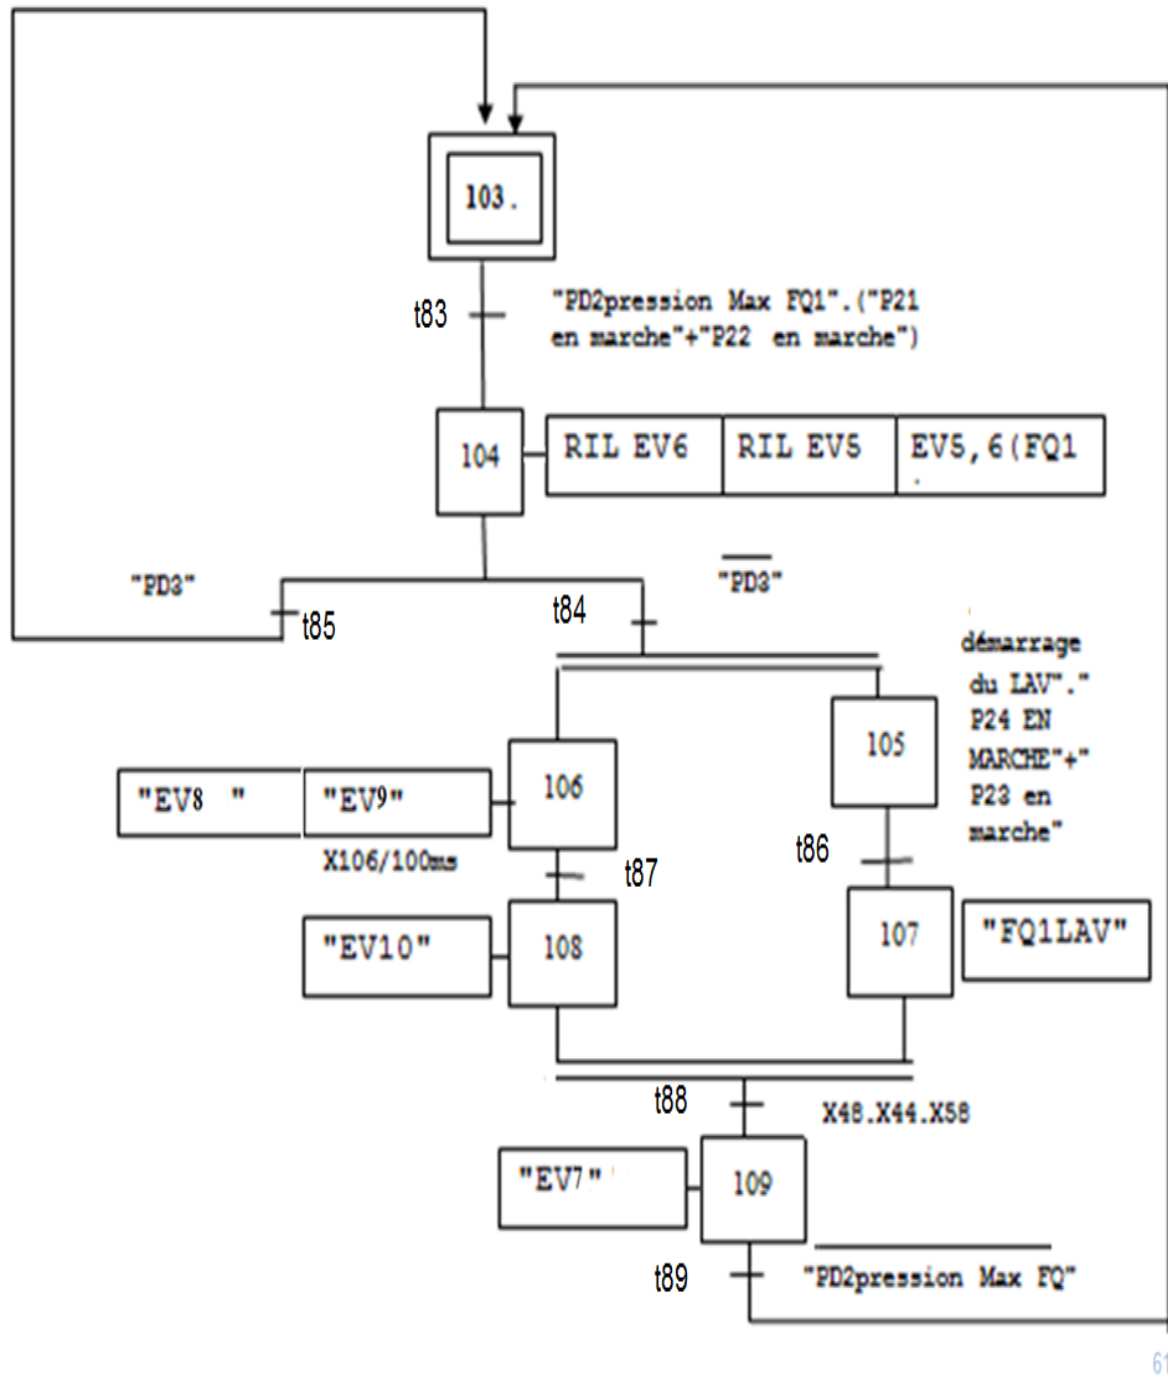 103.
t83
"PD2pression Max FQ1".("P21
en marche"+"P22 en marche")
104
RIL EV6
RIL EV5
EV5,6(FQ1
.
"PD3"
t85
t84
"PD3"
démarrage
du LAV"."
P24 EN
MARCHE"+"
P23 en
marche"
105
106
"EV8 "
"EV9"
X106/100ms
t87
t86
107
"FQ1LAV"
108
"EV10"
t88
X48.X44.X58
109
"EV7"
t89
"PD2pression Max FQ"
61